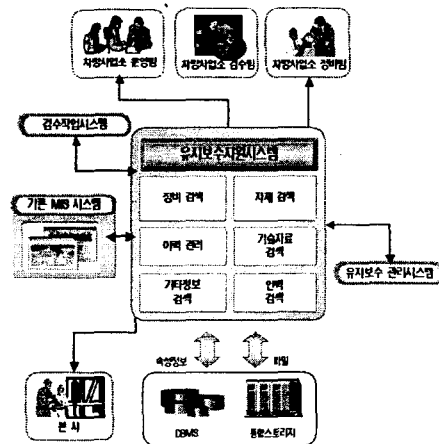 차량사업소 운영팀
차량사업소 검수팀
차량사업소 정비팀
검수작업시스템
유지보수지원시스템
장비 검색
자재 검색
기존 MIS 시스템
이력 관리
기술자료
검색
유지보수 관리시스템
기타정보
검색
인력
검색
속성정보
파일
본 사
DBMS
통합스토리지